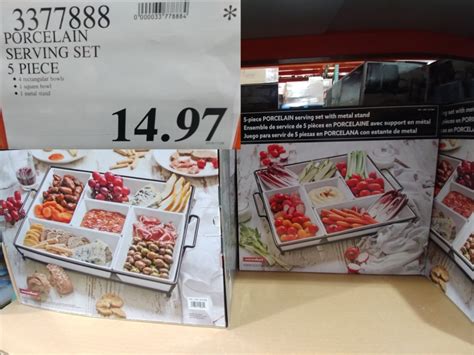 3377888
0000033777884
*
PORCELAIN
SERVING SET
5 PIECE
• 4 rectangular bowls
• 1 square bowl
• 1 metal stand
14.97
5-piece PORCELAIN serving set with metal stand
Ensemble de service de 5 pièces en PORCELAINE avec support en métal
Juego para servir de 5 piezas en PORCELANA con estante de metal